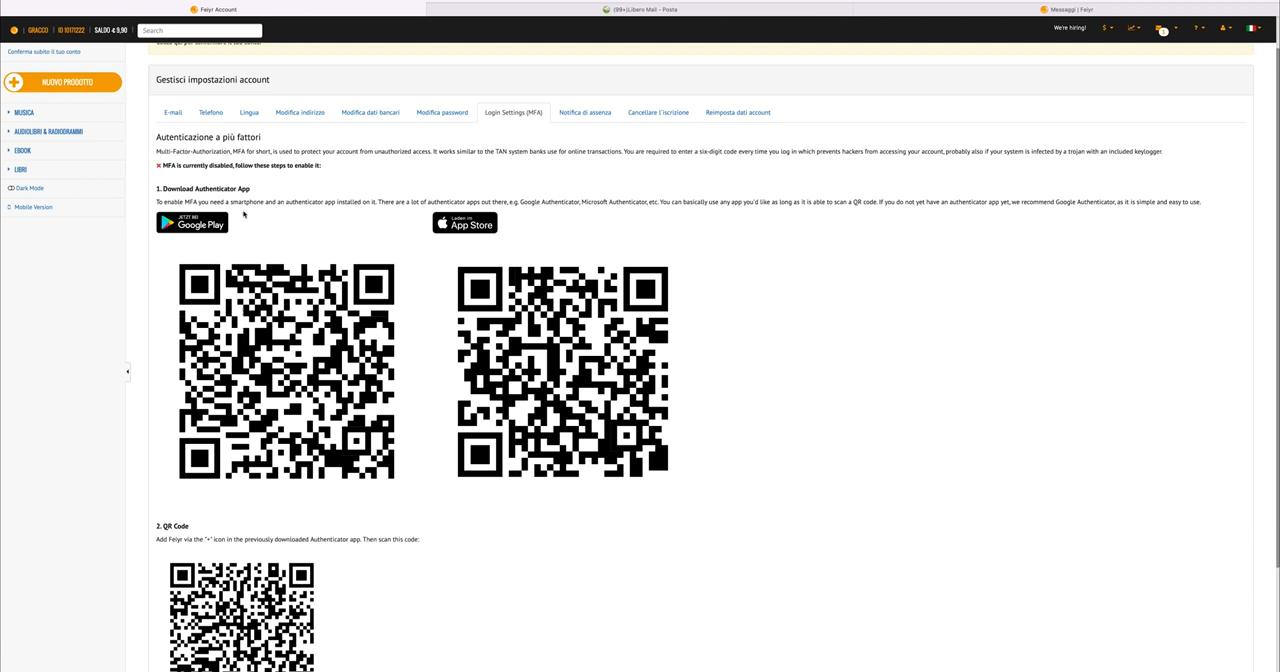 Feiyr Account
(99+)Libero Mail - Posta
Messaggi | Feiyr
GRACCO | ID 10171222 SALDO € 9,90
Search
We're hiring!
1
Conferma subito il tuo conto
NUOVO PRODOTTO
MUSICA
AUDIOLIBRI & RADIODRAMMI
EBOOK
LIBRI
Dark Mode
Mobile Version
Gestisci impostazioni account
E-mail Telefono Lingua Modifica indirizzo Modifica dati bancari Modifica password Login Settings (MFA) Notifica di assenza Cancellare l'iscrizione Reimposta dati account
Autenticazione a più fattori
Multi-Factor-Authorization, MFA for short, is used to protect your account from unauthorized access. It works similar to the TAN system banks use for online transactions. You are required to enter a six-digit code every time you log in which prevents hackers from accessing your account, probably also if your system is infected by a trojan with an included keylogger.
MFA is currently disabled, follow these steps to enable it:
1. Download Authenticator App
To enable MFA you need a smartphone and an authenticator app installed on it. There are a lot of authenticator apps out there, e.g. Google Authenticator, Microsoft Authenticator, etc. You can basically use any app you'd like as long as it is able to scan a QR code. If you do not yet have an authenticator app yet, we recommend Google Authenticator, as it is simple and easy to use.
JETZT BEI
Google Play
Laden im
App Store
2. QR Code
Add Feiyr via the "+" icon in the previously downloaded Authenticator app. Then scan this code: